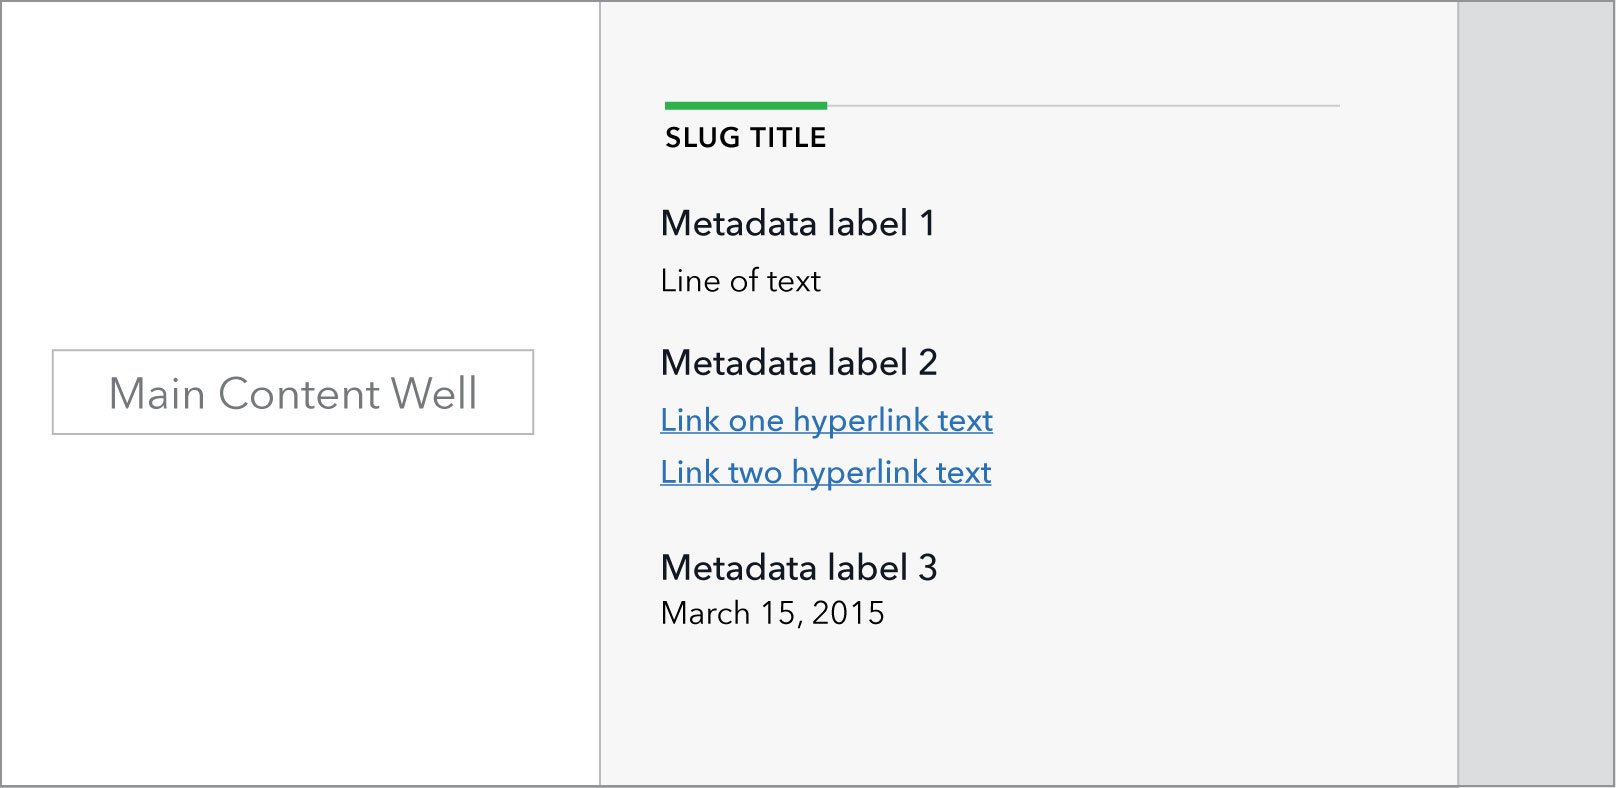 Main Content Well
SLUG TITLE
Metadata label 1
Line of text
Metadata label 2
Link one hyperlink text
Link two hyperlink text
Metadata label 3
March 15, 2015